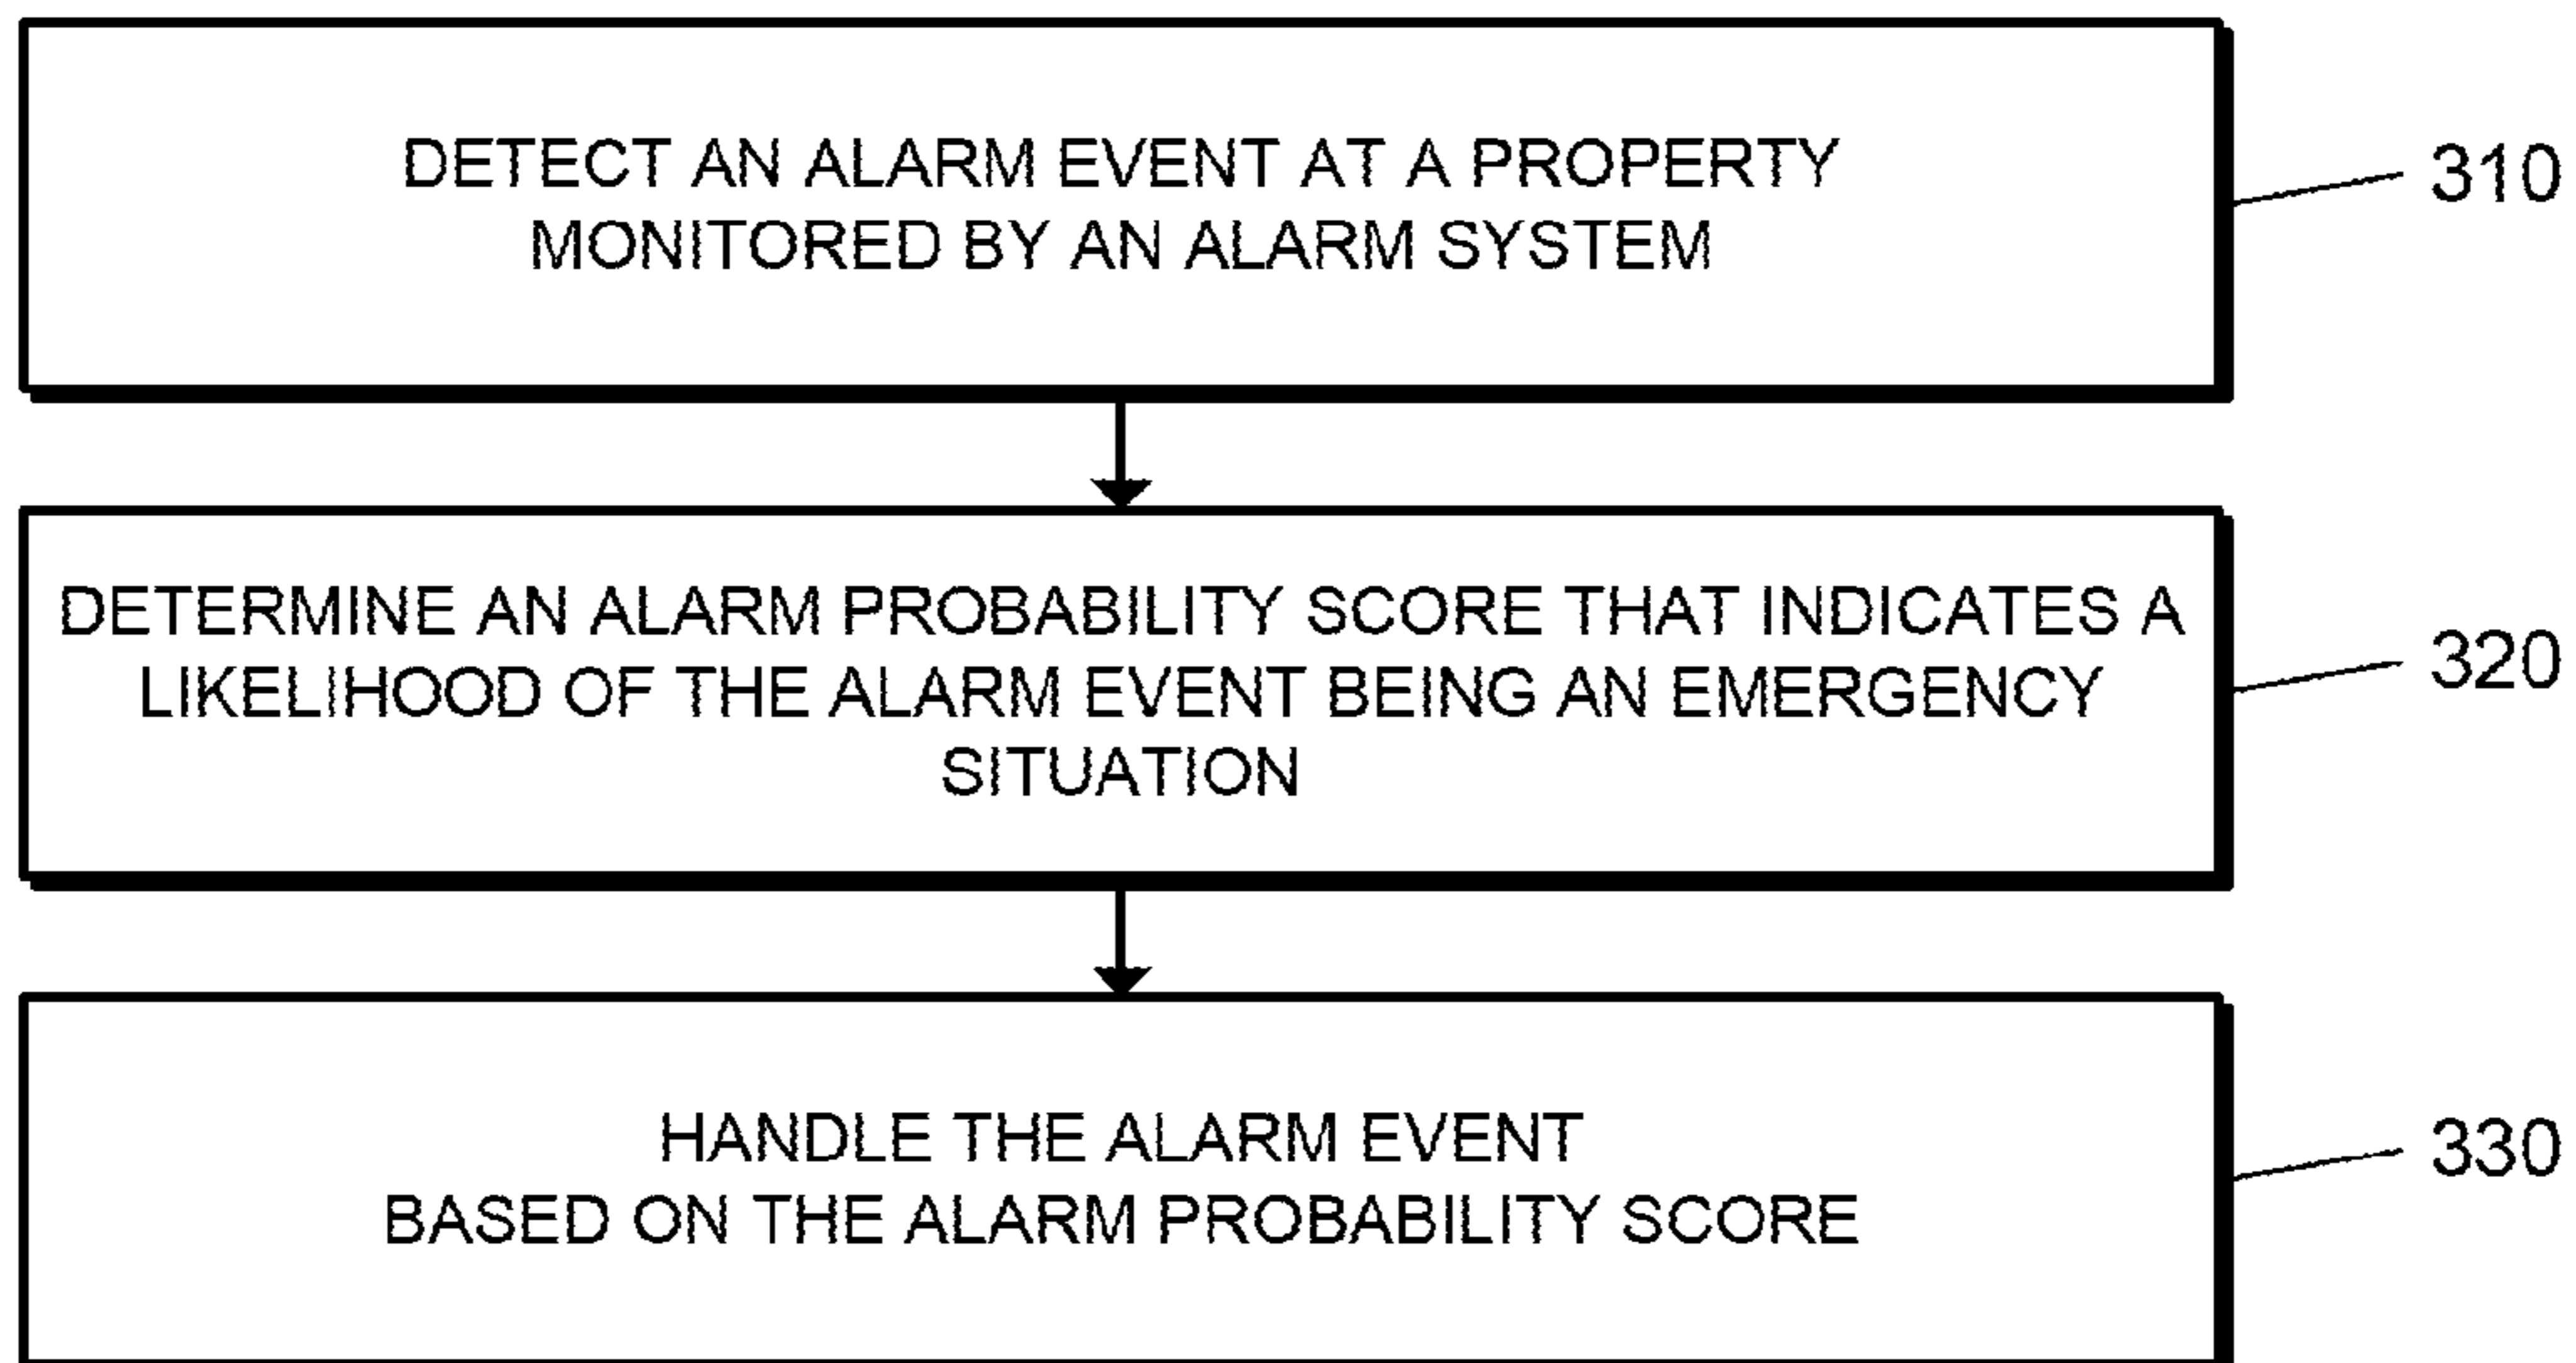 DETECT AN ALARM EVENT AT A PROPERTY
MONITORED BY AN ALARM SYSTEM
310
DETERMINE AN ALARM PROBABILITY SCORE THAT INDICATES A
LIKELIHOOD OF THE ALARM EVENT BEING AN EMERGENCY
SITUATION
320
HANDLE THE ALARM EVENT
BASED ON THE ALARM PROBABILITY SCORE
330